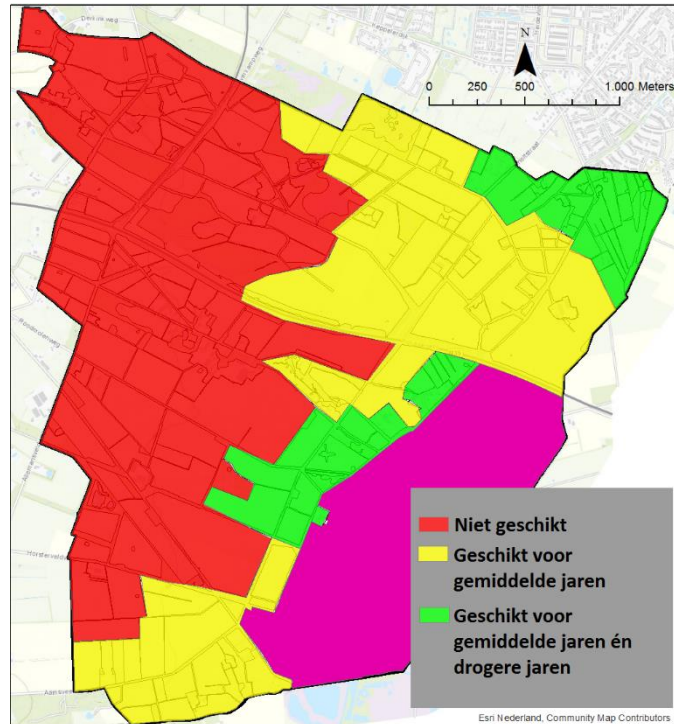 N
0 250 500 1.000 Meters
Niet geschikt
Geschikt voor
gemiddelde jaren
Geschikt voor
gemiddelde jaren én
drogere jaren
Esri Nederland, Community Map Contributors